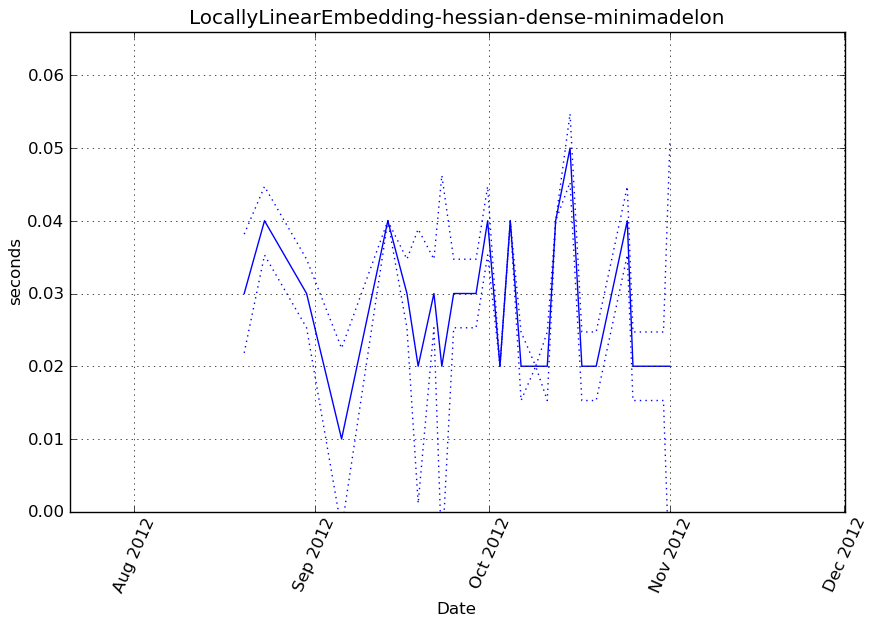 LocallyLinearEmbedding-hessian-dense-minimadelon
0.06
0.05
0.04
0.03
0.02
0.01
0.00
seconds
Aug 2012
Sep 2012
Oct 2012
Nov 2012
Dec 2012
Date